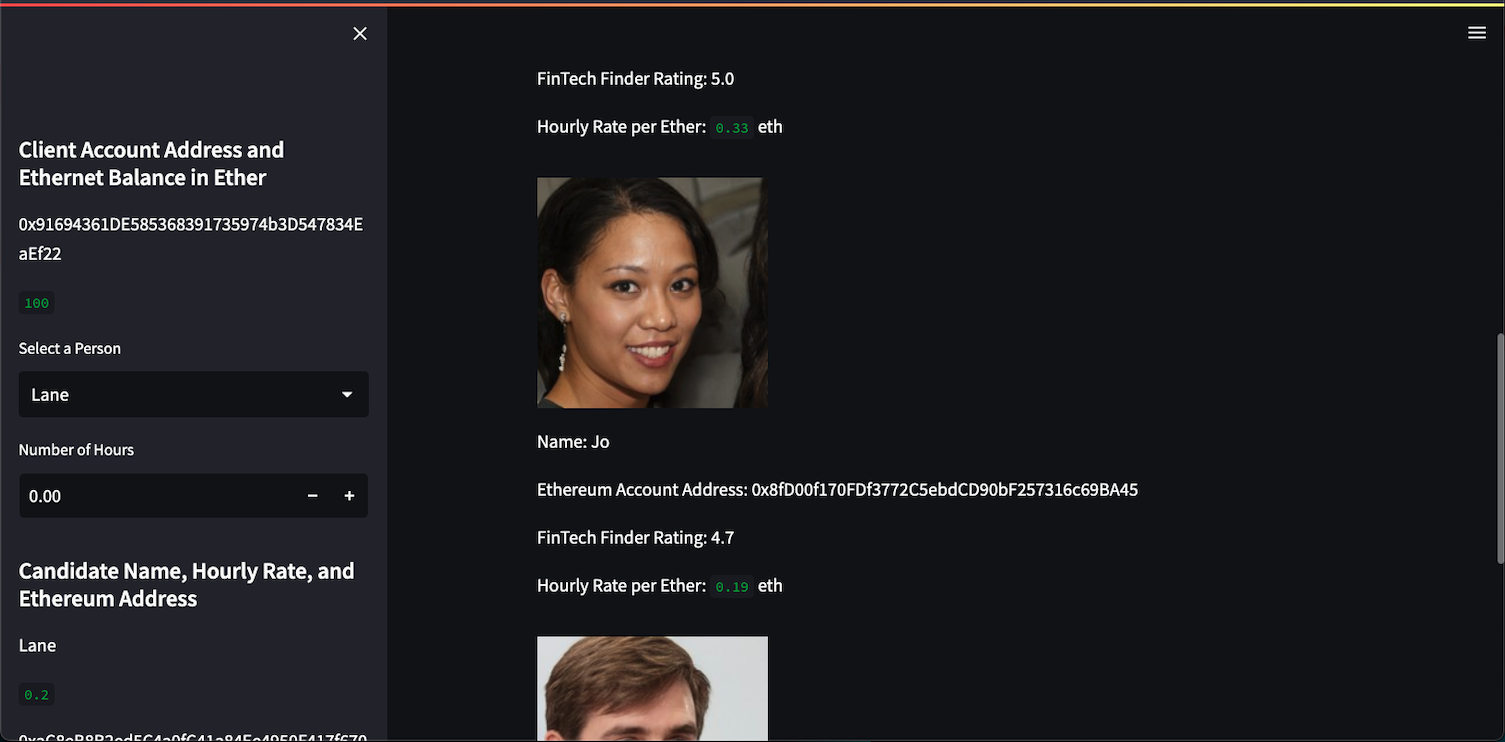 Client Account Address and
Ethernet Balance in Ether
0x91694361DE585368391735974b3D547834E
aEf22
100
Select a Person
Lane
Number of Hours
0.00
Candidate Name, Hourly Rate, and
Ethereum Address
Lane
0.2
FinTech Finder Rating: 5.0
Hourly Rate per Ether: 0.33 eth
Name: Jo
Ethereum Account Address: 0x8fD00f170FDf3772C5ebdCD90bF257316c69BA45
FinTech Finder Rating: 4.7
Hourly Rate per Ether: 0.19 eth